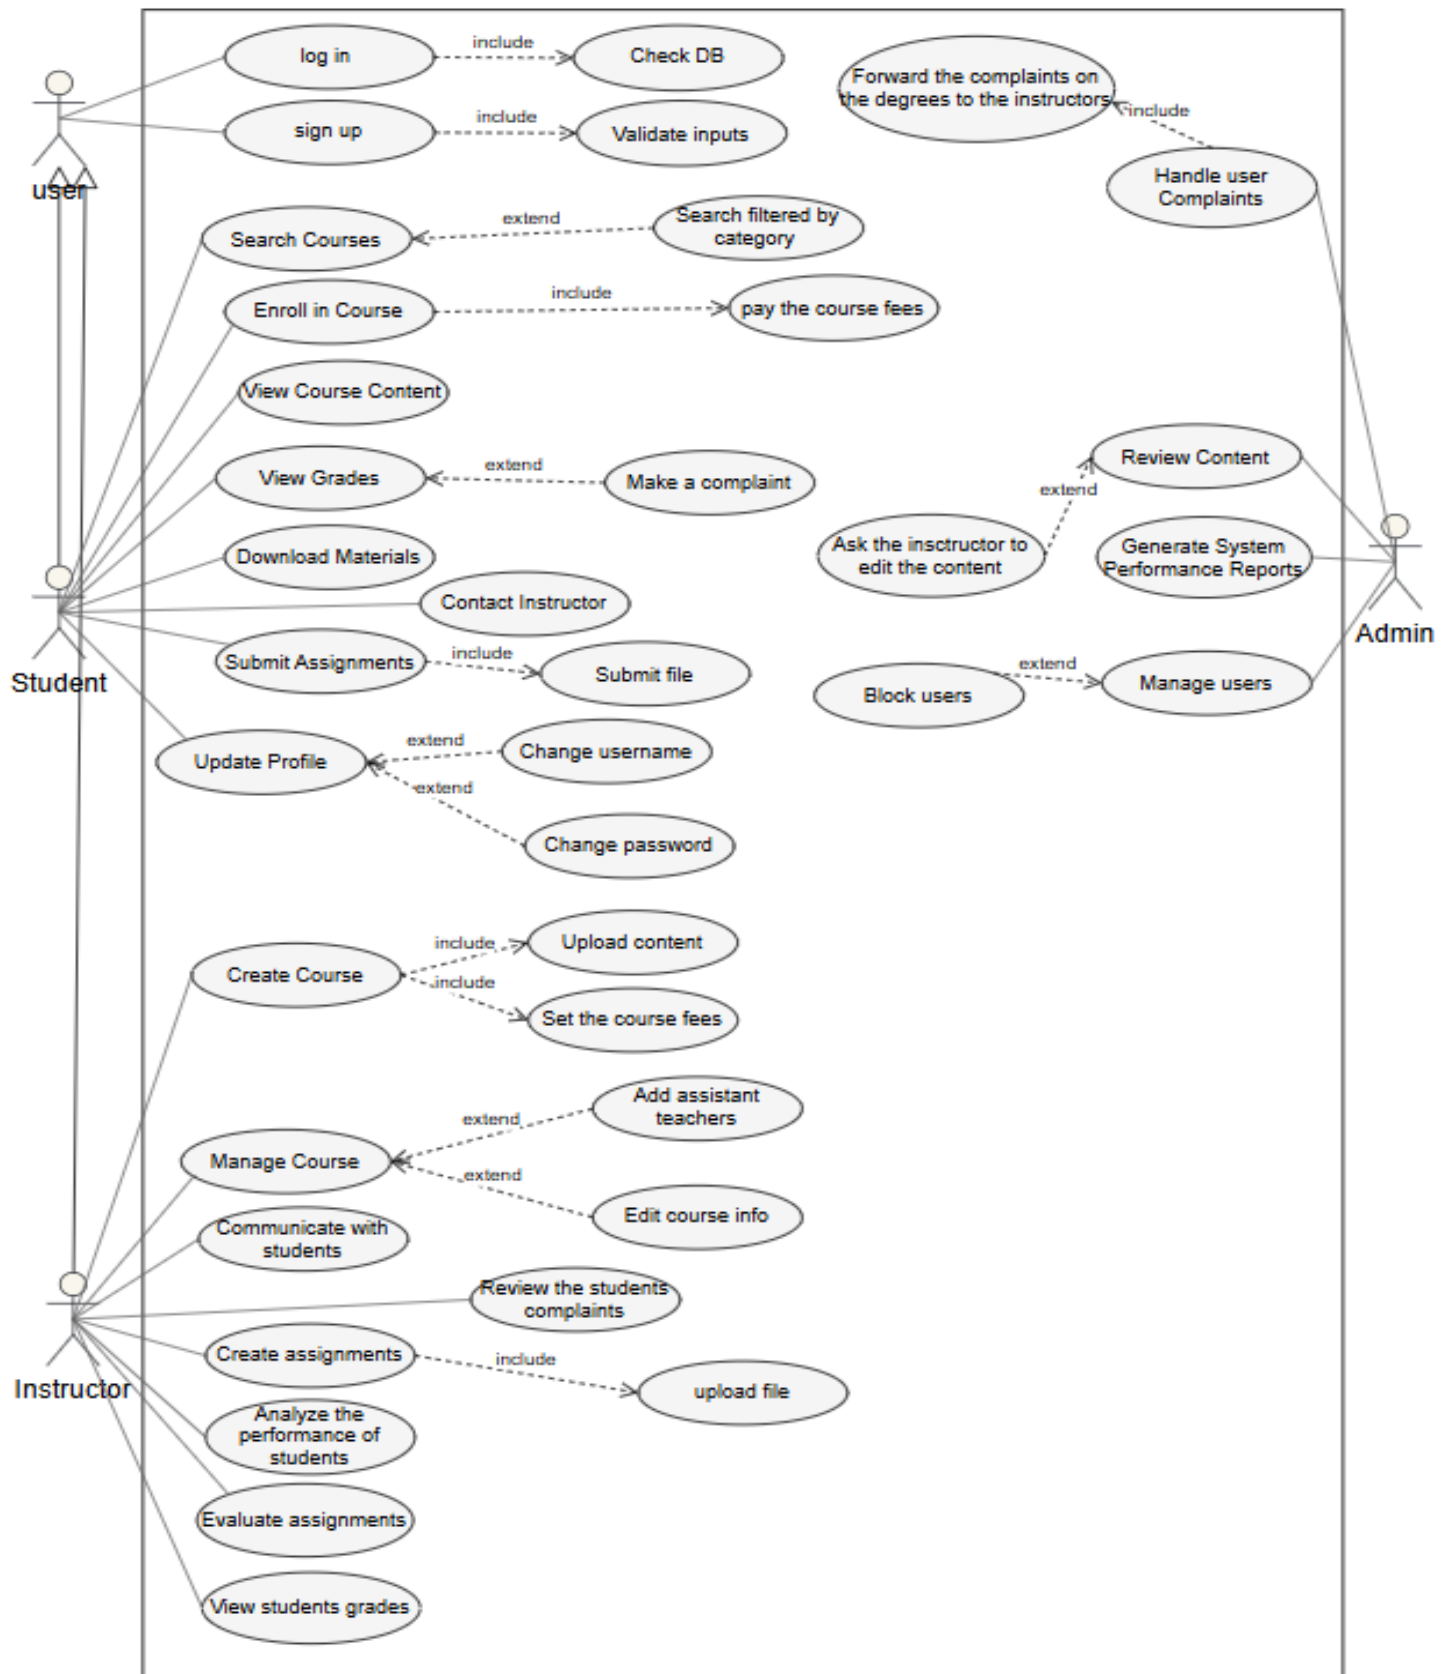 log in
include
Check DB
Forward the complaints on
the degrees to the instructors
include
sign up
include
Validate inputs
Handle user
Complaints
user
Search Courses
extend
Search filtered by
category
Enroll in Course
include
pay the course fees
View Course Content
View Grades
extend
Make a complaint
Review Content
extend
Ask the insctructor to
edit the content
Generate System
Performance Reports
Admin
Download Materials
Contact Instructor
Student
Submit Assignments
include
Submit file
Block users
extend
Manage users
Update Profile
extend
Change username
extend
Change password
Create Course
include
Upload content
include
Set the course fees
Manage Course
extend
Add assistant
teachers
extend
Edit course info
Communicate with
students
Review the students
complaints
Instructor
Create assignments
include
upload file
Analyze the
performance of
students
Evaluate assignments
View students grades